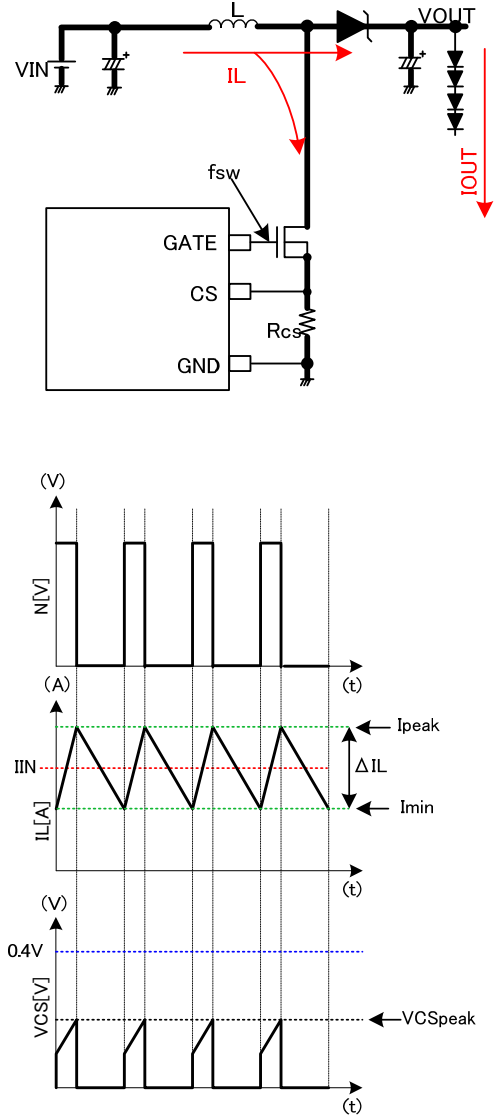 L
VOUT
VIN
IL
IOUT
fsw
GATE
CS
Rcs
GND
(V)
N[V]
(t)
(A)
Ipeak
IIN
ΔIL
Imin
IL[A]
(t)
(V)
0.4V
VCS[V]
VCSpeak
(t)